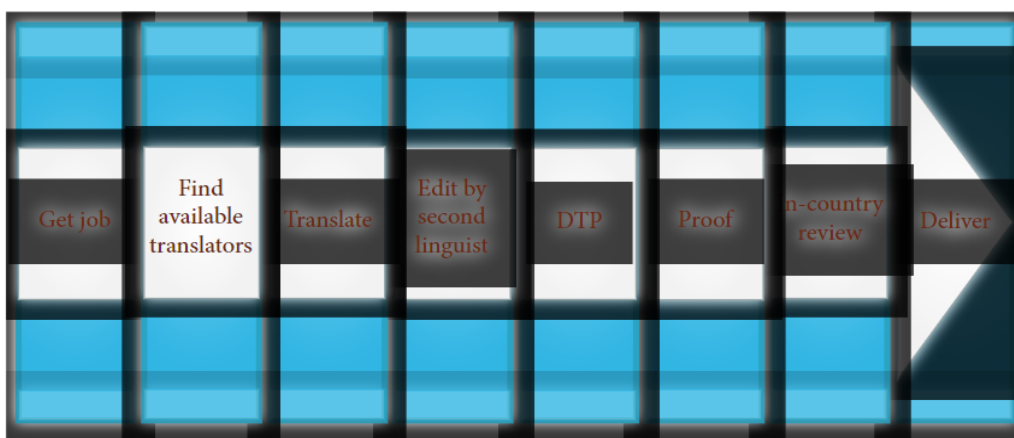 Get job
Find
available
translators
Translate
Edit by
second
linguist
DTP
Proof
n-country
review
Deliver